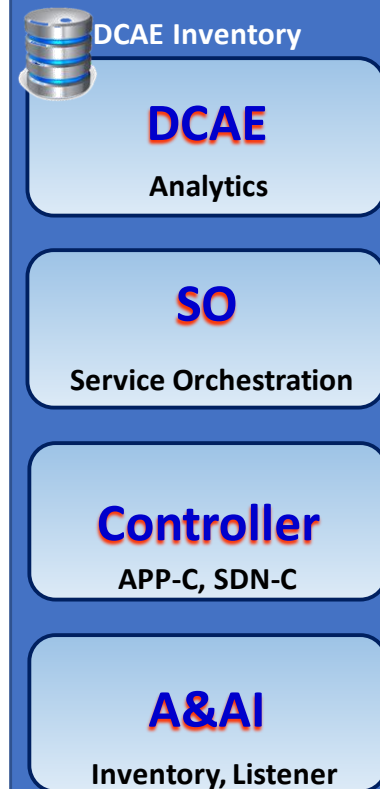 DCAE Inventory
DCAE
Analytics
SO
Service Orchestration
Controller
APP-C, SDN-C
A&AI
Inventory, Listener